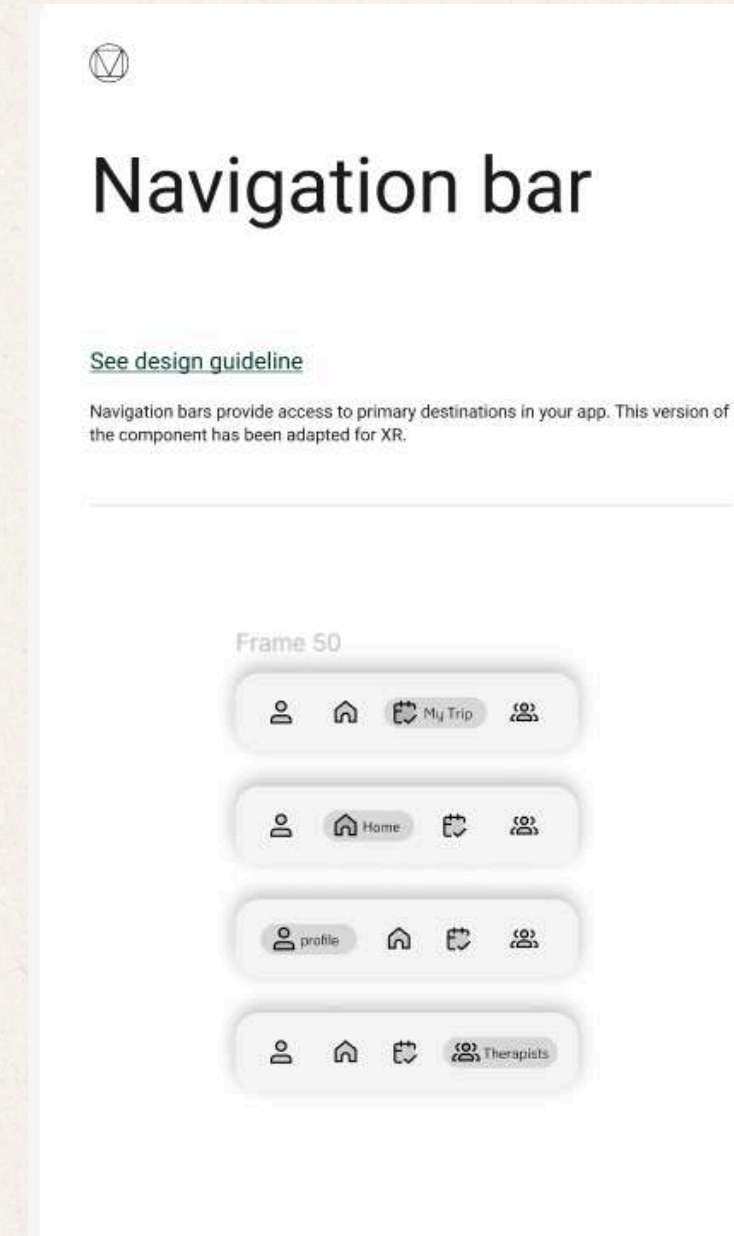 Navigation bar
See design guideline
Navigation bars provide access to primary destinations in your app. This version of
the component has been adapted for XR.
Frame 50
My Trip
Home
profile
Therapists